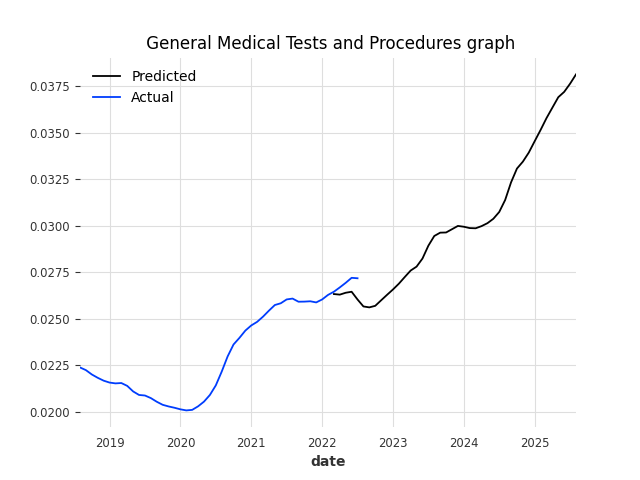 General Medical Tests and Procedures graph
Predicted
Actual
0.0375
0.0350
0.0325
0.0300
0.0275
0.0250
0.0225
0.0200
2019 2020 2021 2022 2023 2024 2025
date